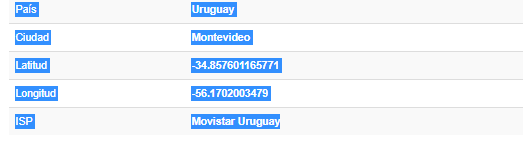 País Uruguay
Ciudad Montevideo
Latitud -34.857601165771
Longitud -56.1702003479
ISP Movistar Uruguay